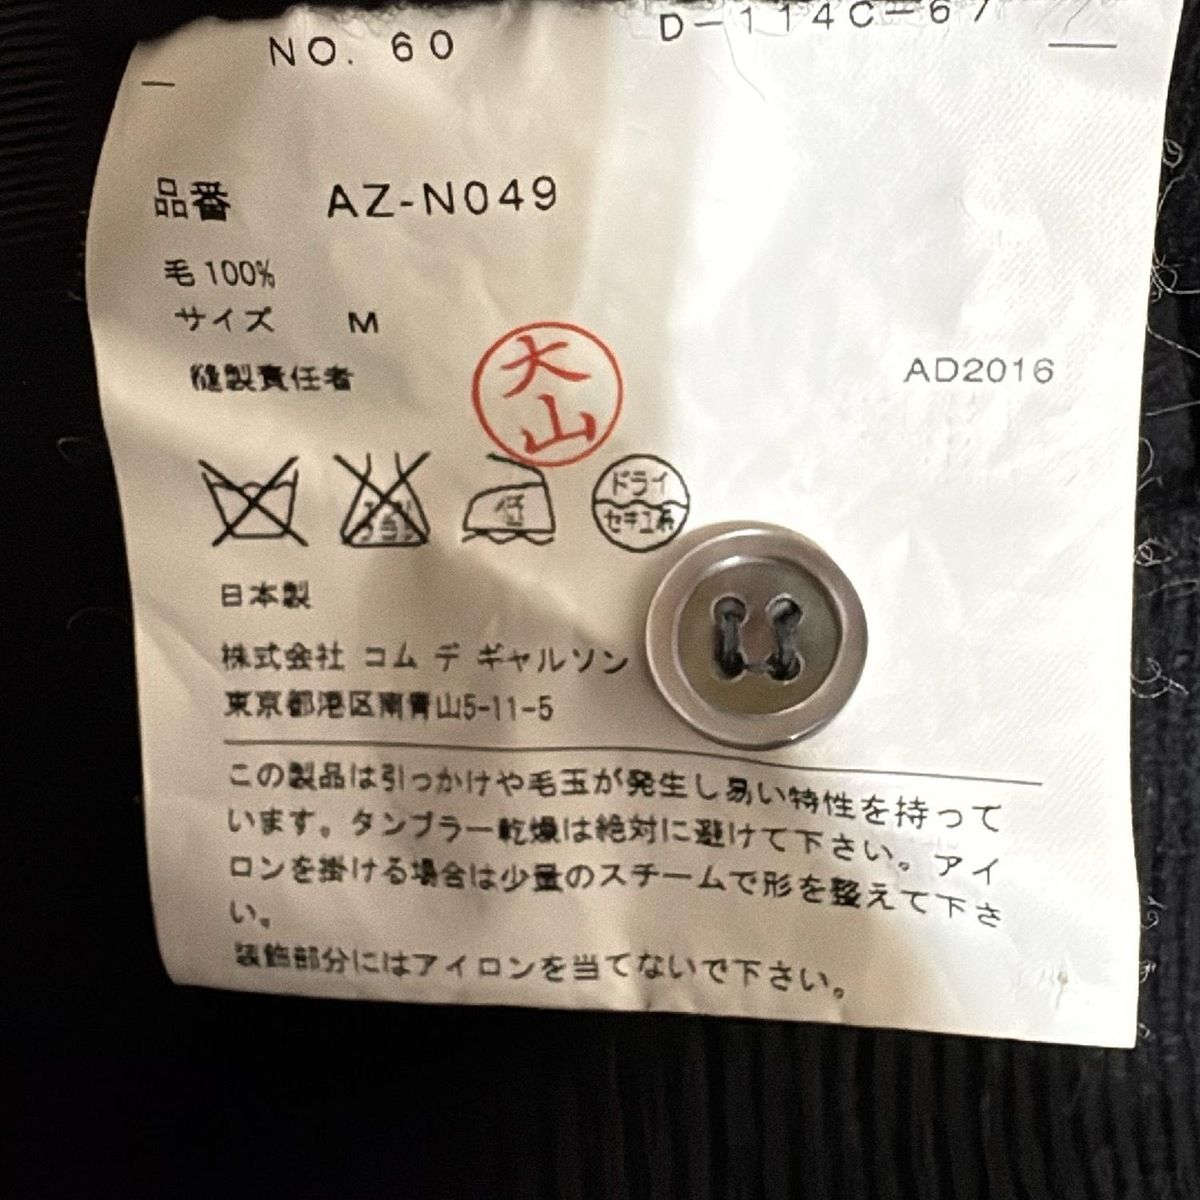 NO. 60 D-114C-67
品番 AZ-N049
毛 100%
サイズ M
AD2016
縫製責任者 大山
低 ドライ セキユ系
日本製
株式会社 コム デ ギャルソン
東京都港区南青山5-11-5
この製品は引っかけや毛玉が発生し易い特性を持って
います。タンブラー乾燥は絶対に避けて下さい。アイ
ロンを掛ける場合は少量のスチームで形を整えて下さ
い。
装飾部分にはアイロンを当てないで下さい。